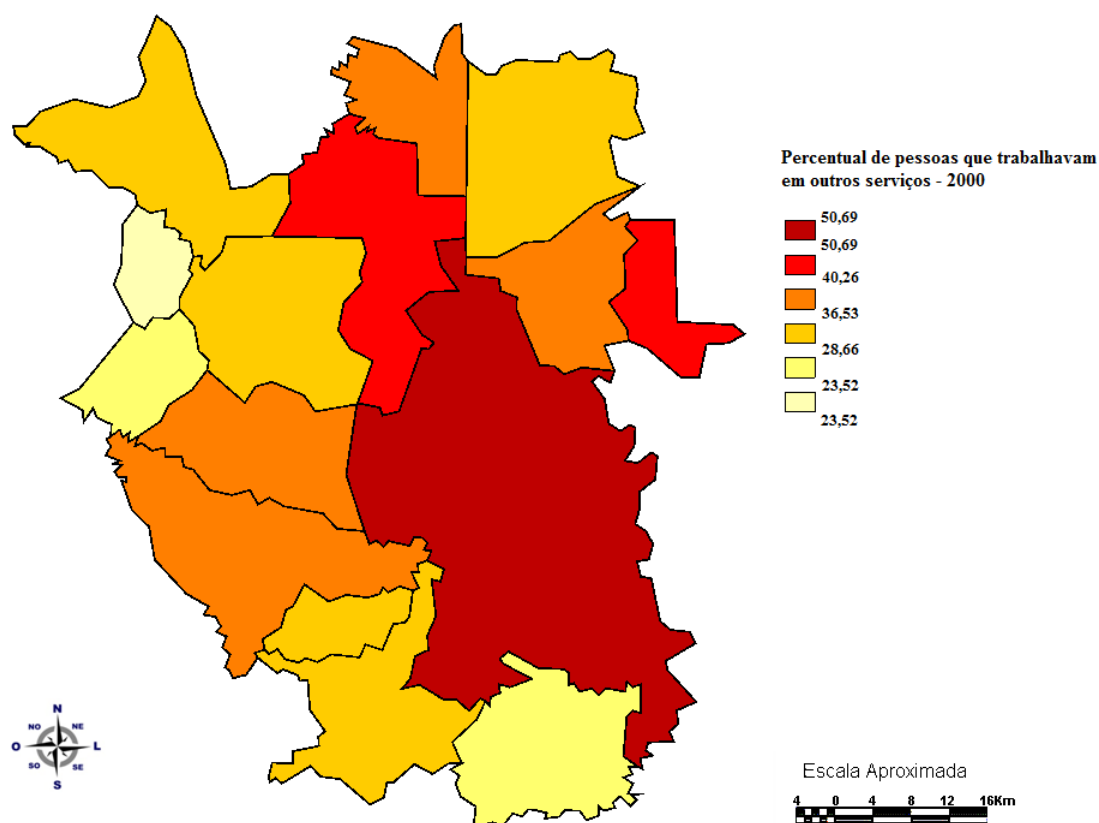 Percentual de pessoas que trabalhavam
em outros serviços - 2000
50,69
50,69
40,26
36,53
28,66
23,52
23,52
N
NO
NE
O
L
SO
SE
S
Escala Aproximada
4 0 4 8 12 16Km